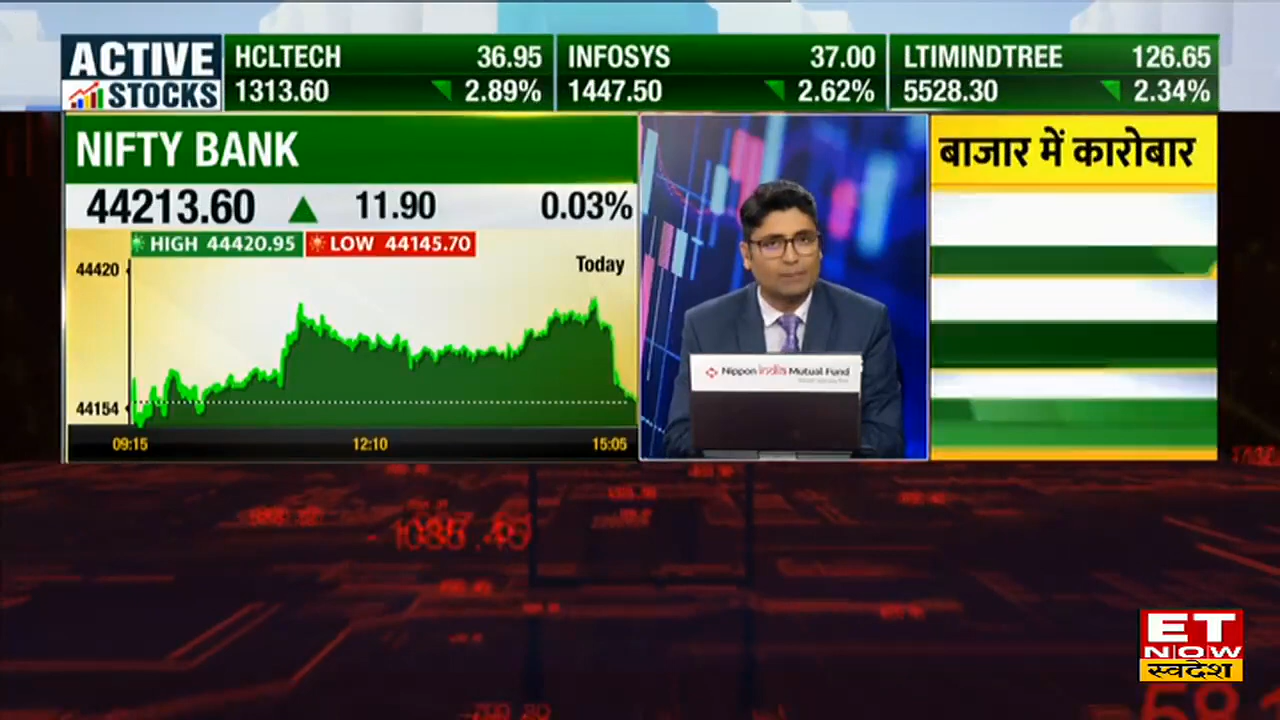 ACTIVE
STOCKS
HCLTECH 36.95
1313.60 2.89%
INFOSYS 37.00
1447.50 2.62%
LTIMINDTREE 126.65
5528.30 2.34%
NIFTY BANK
44213.60 11.90 0.03%
HIGH 44420.95 LOW 44145.70
Today
44420
44154
09:15 12:10 15:05
Nippon india Mutual Fund
बाजार में कारोबार
ET
NOW
स्वदेश